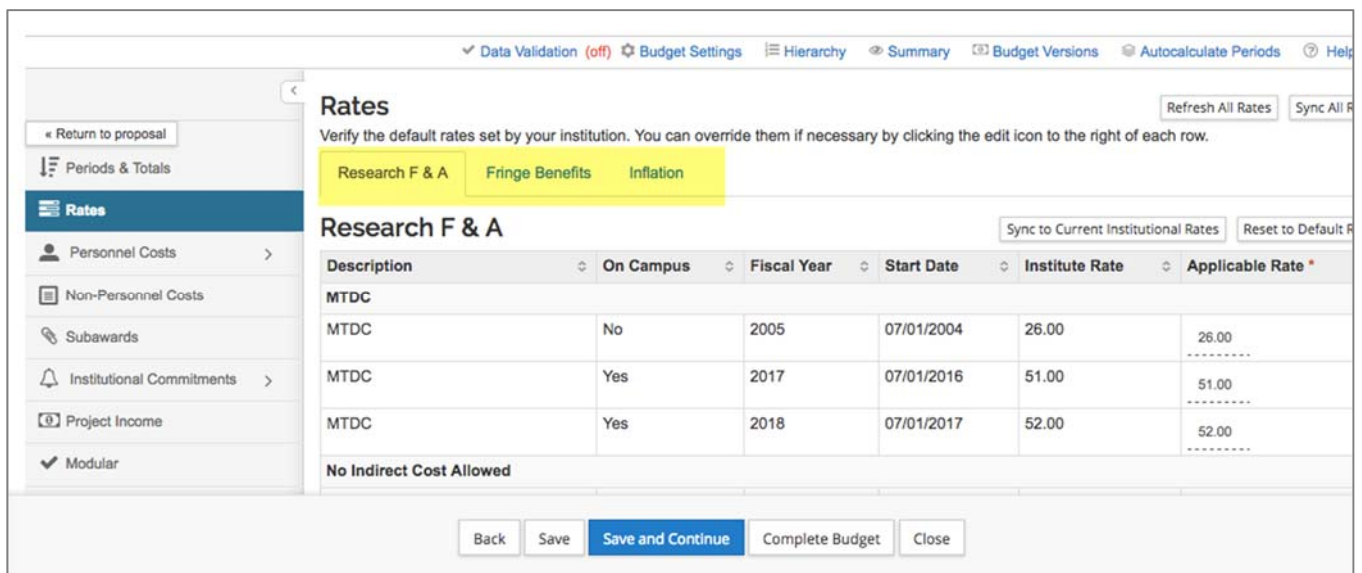 Data Validation (off) Budget Settings Hierarchy Summary Budget Versions Autocalculate Periods Help
« Return to proposal
Periods & Totals
Rates
Personnel Costs
Non-Personnel Costs
Subawards
Institutional Commitments
Project Income
Modular
Rates
Refresh All Rates Sync All R
Verify the default rates set by your institution. You can override them if necessary by clicking the edit icon to the right of each row.
Research F & A Fringe Benefits Inflation
Research F & A
Sync to Current Institutional Rates Reset to Default R
Description On Campus Fiscal Year Start Date Institute Rate Applicable Rate *
MTDC
MTDC No 2005 07/01/2004 26.00 26.00
MTDC Yes 2017 07/01/2016 51.00 51.00
MTDC Yes 2018 07/01/2017 52.00 52.00
No Indirect Cost Allowed
Back Save Save and Continue Complete Budget Close